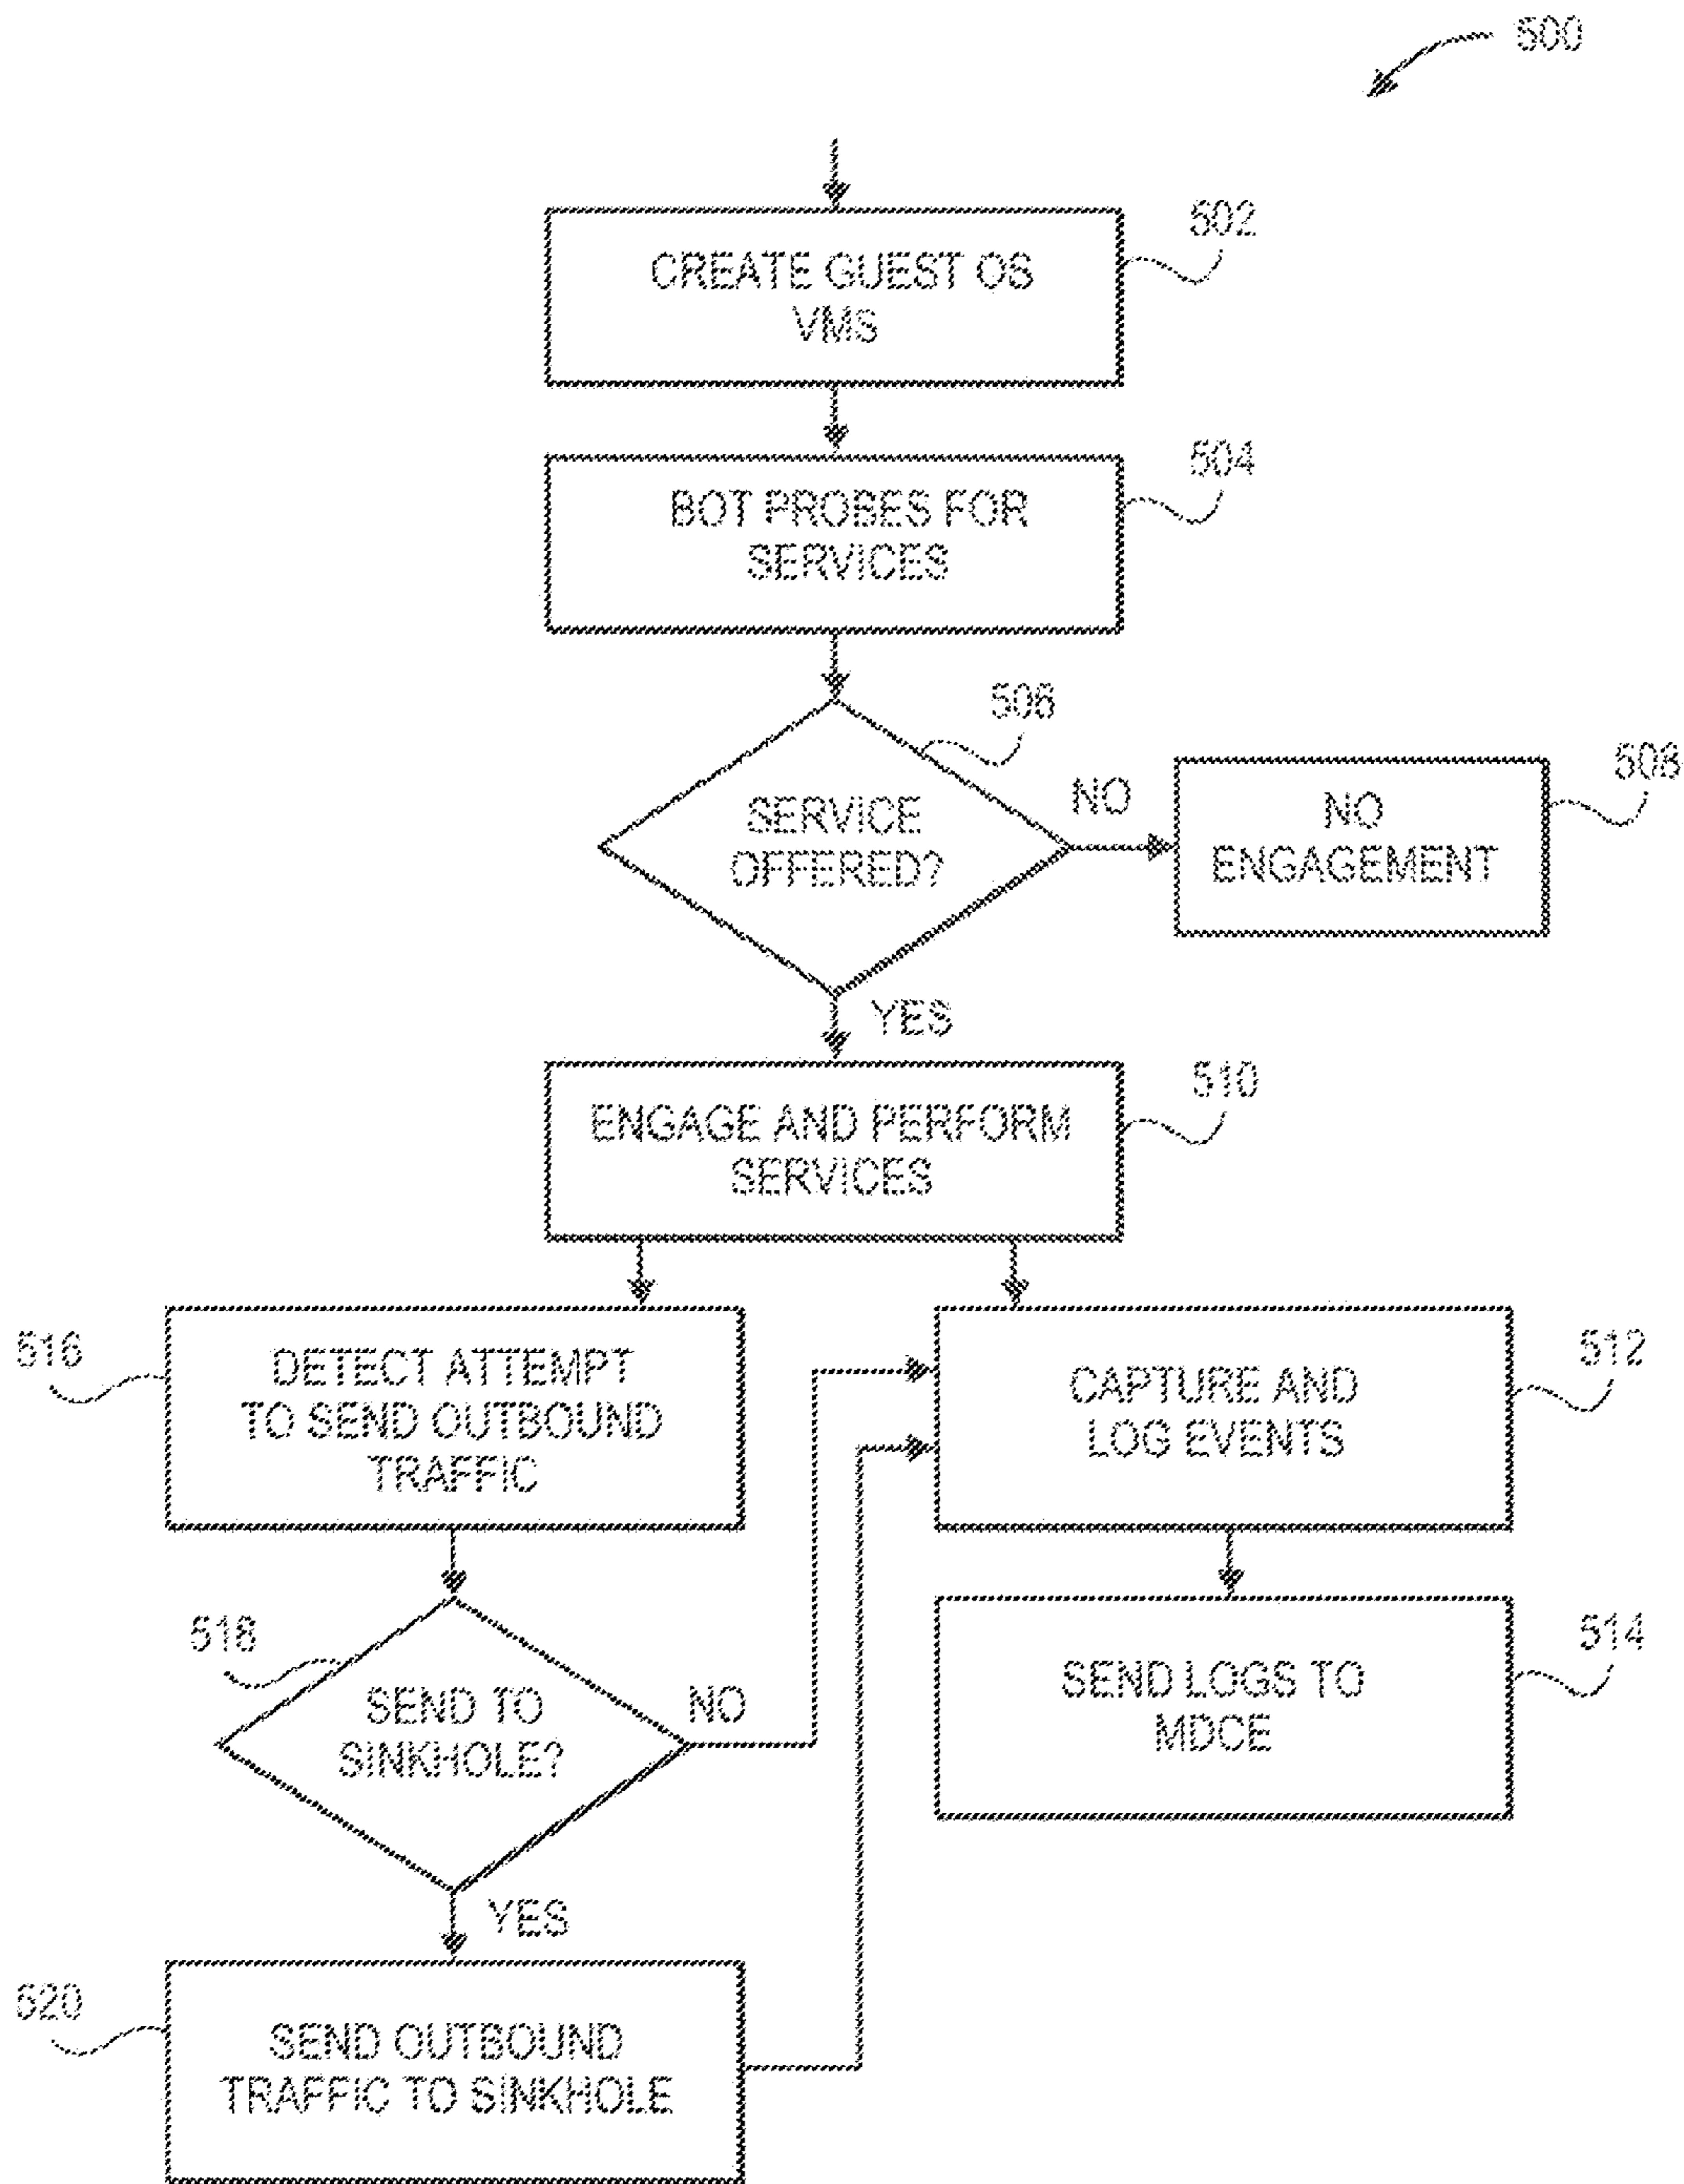 500
CREATE GUEST OS
VMS
502
BOT PROBES FOR
SERVICES
504
506
SERVICE
OFFERED?
NO
NO
ENGAGEMENT
508
YES
ENGAGE AND PERFORM
SERVICES
510
516
DETECT ATTEMPT
TO SEND OUTBOUND
TRAFFIC
CAPTURE AND
LOG EVENTS
512
518
SEND TO
SINKHOLE?
NO
SEND LOGS TO
MDCE
514
YES
520
SEND OUTBOUND
TRAFFIC TO SINKHOLE